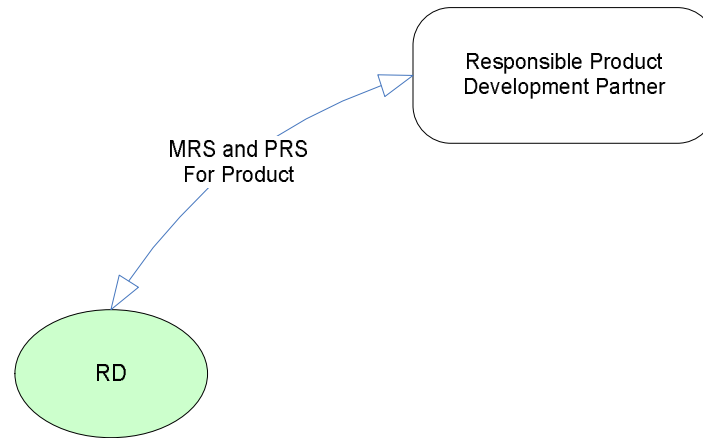 Responsible Product
Development Partner
MRS and PRS
For Product
RD